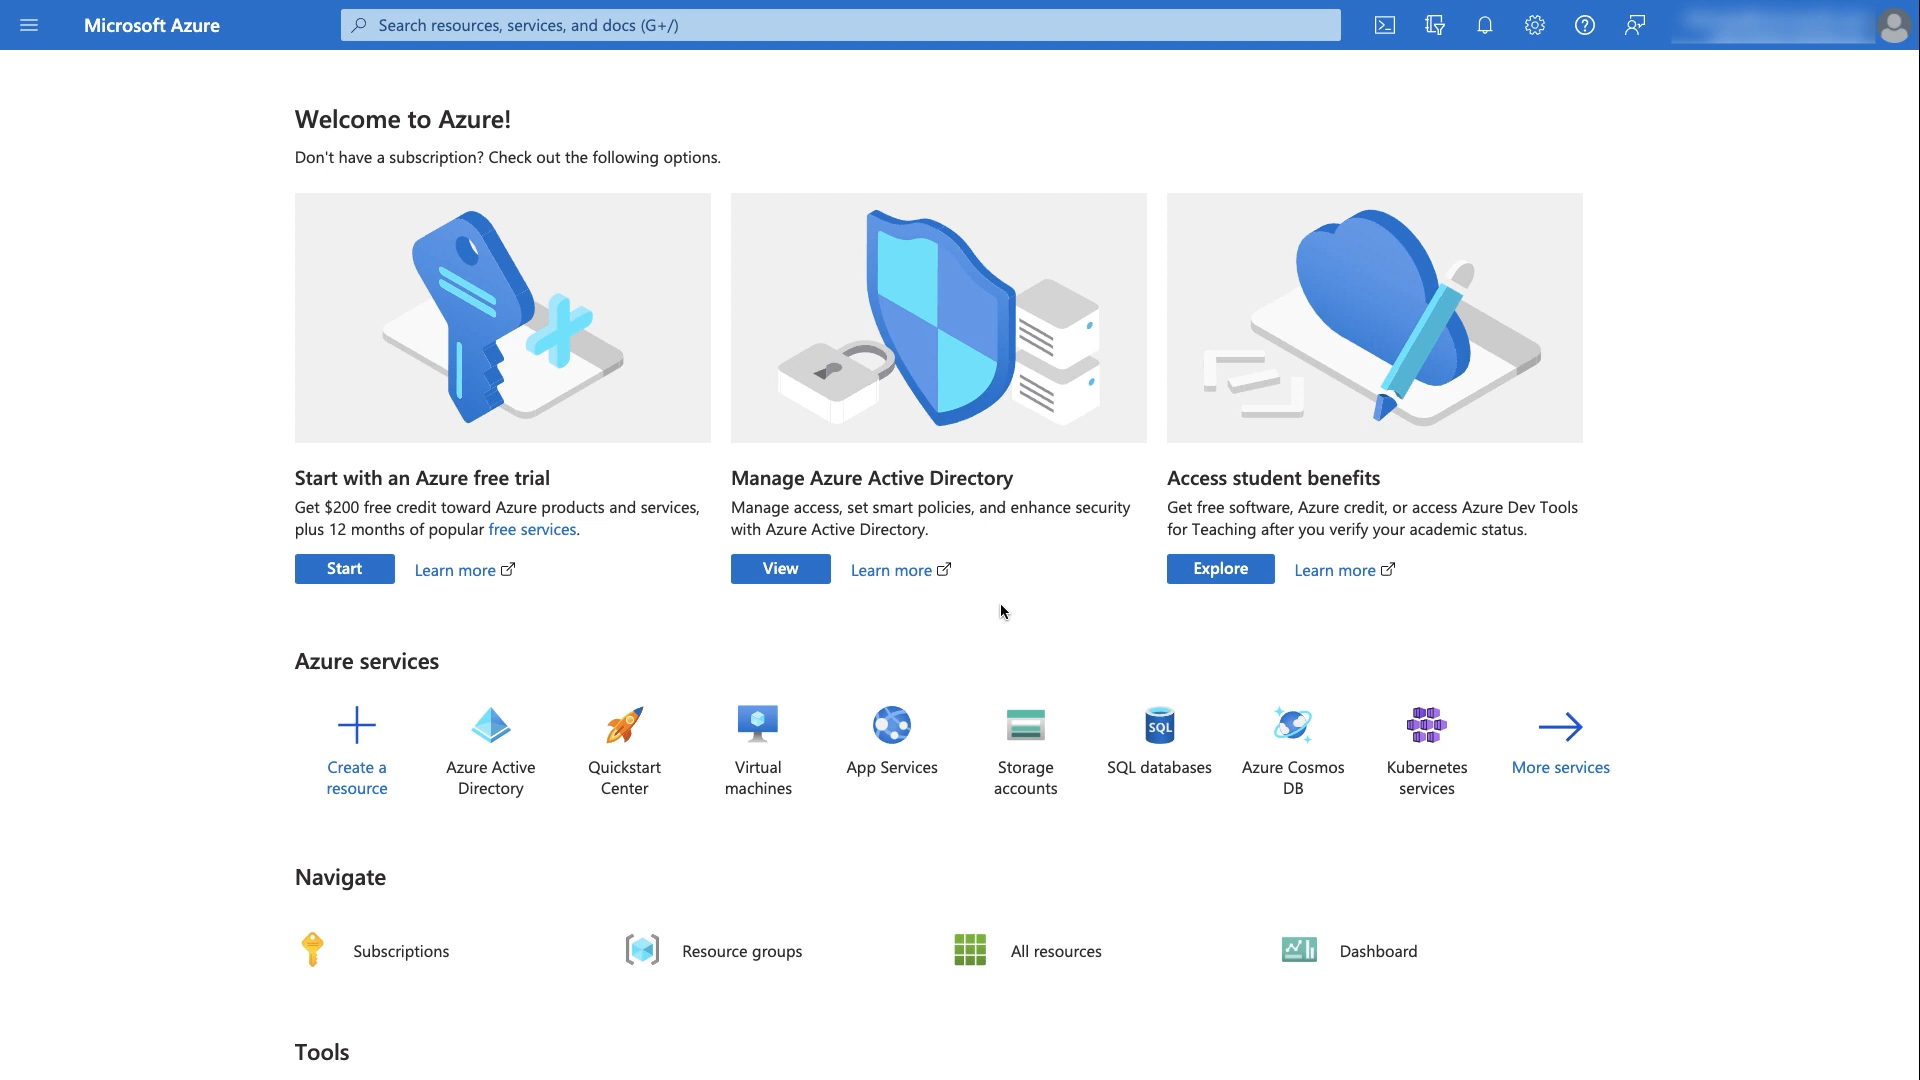 Microsoft Azure
Search resources, services, and docs (G+/)
Welcome to Azure!
Don't have a subscription? Check out the following options.
Start with an Azure free trial
Get $200 free credit toward Azure products and services,
plus 12 months of popular free services.
Start
Learn more
Manage Azure Active Directory
Manage access, set smart policies, and enhance security
with Azure Active Directory.
View
Learn more
Access student benefits
Get free software, Azure credit, or access Azure Dev Tools
for Teaching after you verify your academic status.
Explore
Learn more
Azure services
Create a
resource
Azure Active
Directory
Quickstart
Center
Virtual
machines
App Services
Storage
accounts
SQL
SQL databases
Azure Cosmos
DB
Kubernetes
services
More services
Navigate
Subscriptions
Resource groups
All resources
Dashboard
Tools